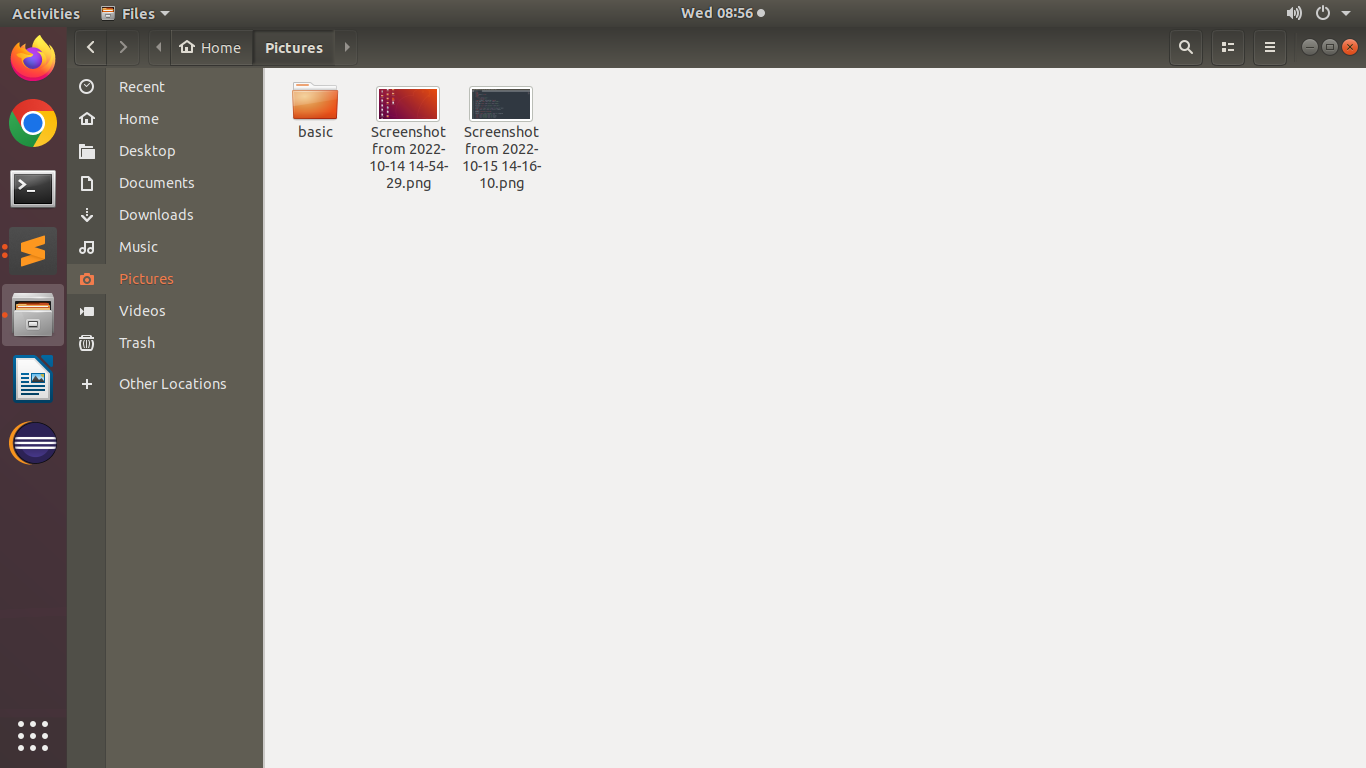 Activities
Files
Wed 08:56
Home
Pictures
Recent
Home
Desktop
Documents
Downloads
Music
Pictures
Videos
Trash
Other Locations
basic
Screenshot
from 2022-
10-14 14-54-
29.png
Screenshot
from 2022-
10-15 14-16-
10.png